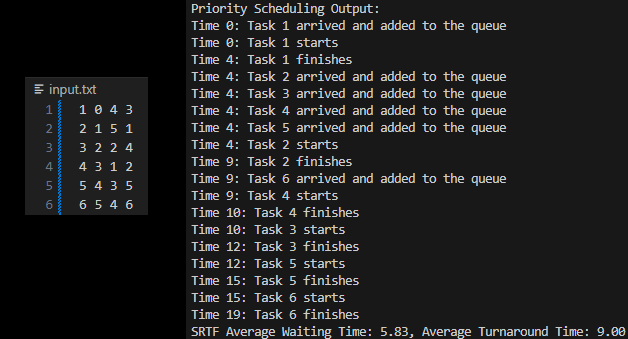 input.txt
1 1 0 4 3
2 2 1 5 1
3 3 2 2 4
4 4 3 1 2
5 5 4 3 5
6 6 5 4 6
Priority Scheduling Output:
Time 0: Task 1 arrived and added to the queue
Time 0: Task 1 starts
Time 4: Task 1 finishes
Time 4: Task 2 arrived and added to the queue
Time 4: Task 3 arrived and added to the queue
Time 4: Task 4 arrived and added to the queue
Time 4: Task 5 arrived and added to the queue
Time 4: Task 2 starts
Time 9: Task 2 finishes
Time 9: Task 6 arrived and added to the queue
Time 9: Task 4 starts
Time 10: Task 4 finishes
Time 10: Task 3 starts
Time 12: Task 3 finishes
Time 12: Task 5 starts
Time 15: Task 5 finishes
Time 15: Task 6 starts
Time 19: Task 6 finishes
SRTF Average Waiting Time: 5.83, Average Turnaround Time: 9.00